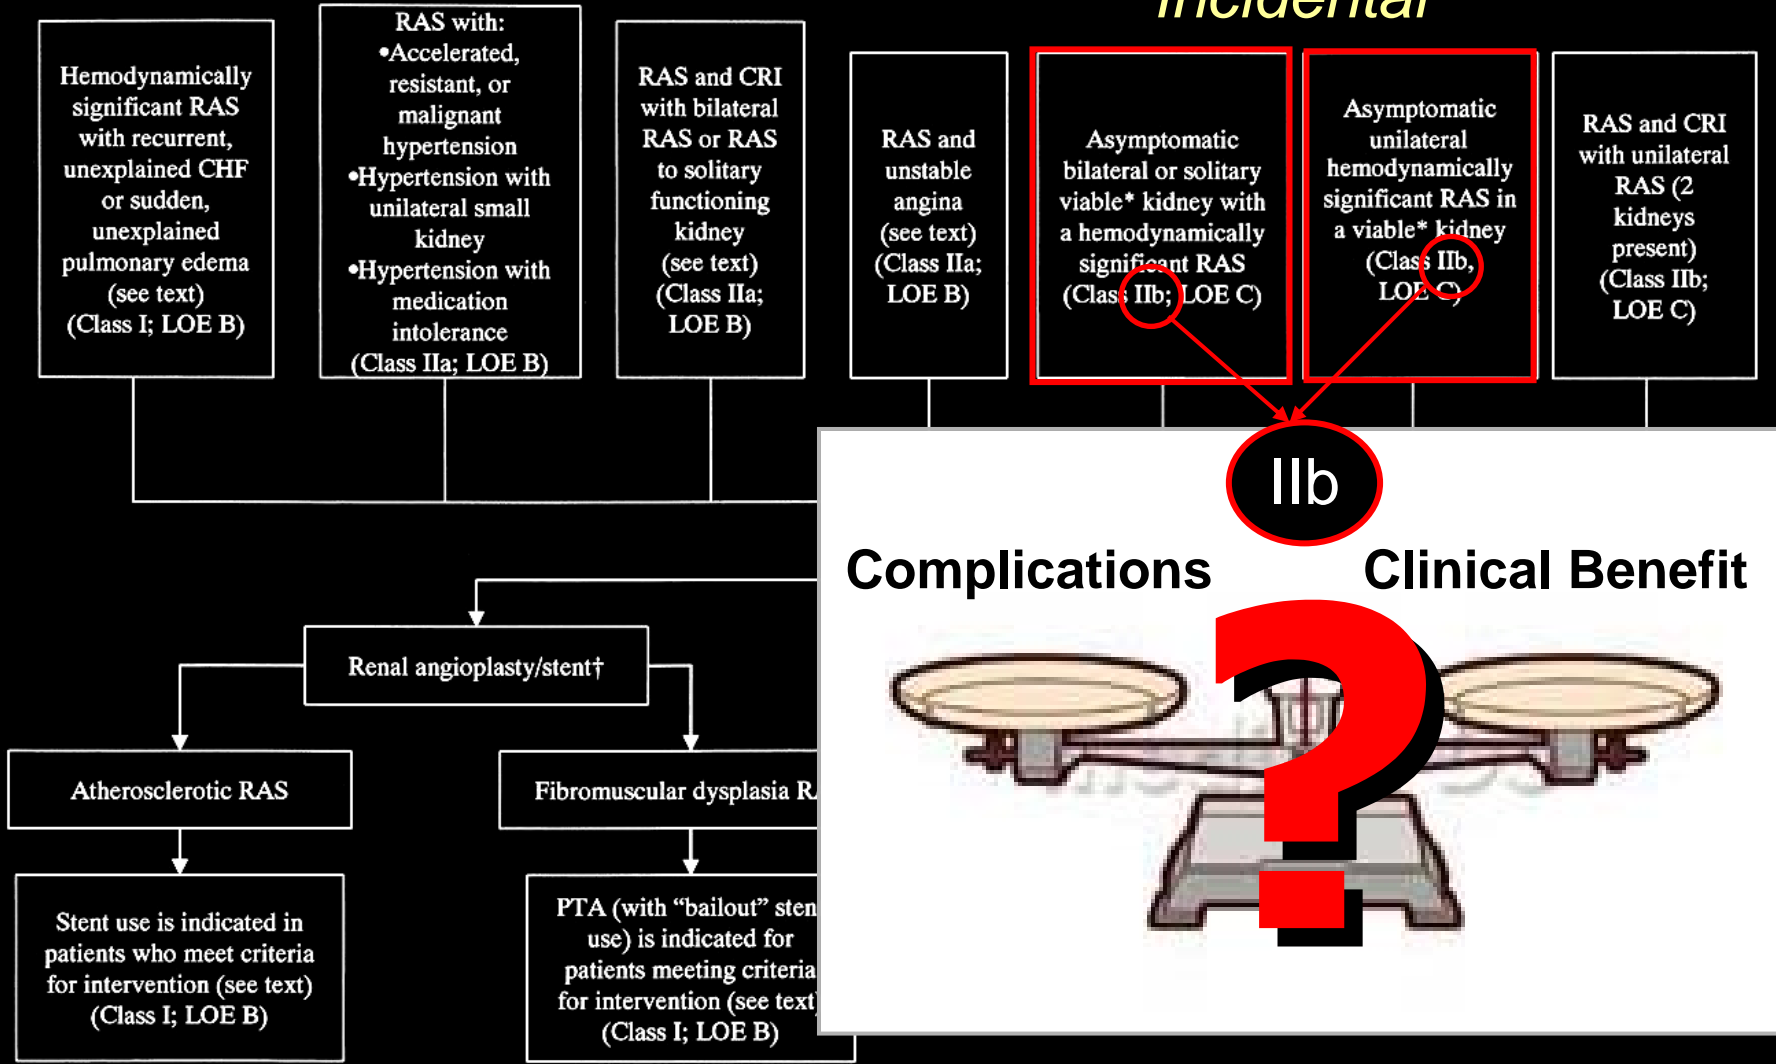 Incidental
Hemodynamically
significant RAS
with recurrent,
unexplained CHF
or sudden,
unexplained
pulmonary edema
(see text)
(Class I; LOE B)
RAS with:
•Accelerated,
resistant, or
malignant
hypertension
•Hypertension with
unilateral small
kidney
•Hypertension with
medication
intolerance
(Class IIa; LOE B)
RAS and CRI
with bilateral
RAS or RAS
to solitary
functioning
kidney
(see text)
(Class IIa;
LOE B)
RAS and
unstable
angina
(see text)
(Class IIa;
LOE B)
Asymptomatic
bilateral or solitary
viable* kidney with
a hemodynamically
significant RAS
(Class IIb; LOE C)
Asymptomatic
unilateral
hemodynamically
significant RAS in
a viable* kidney
(Class IIb,
LOE C)
RAS and CRI
with unilateral
RAS (2
kidneys
present)
(Class IIb;
LOE C)
IIb
Complications
Clinical Benefit
?
Renal angioplasty/stent†
Atherosclerotic RAS
Fibromuscular dysplasia
Stent use is indicated in
patients who meet criteria
for intervention (see text)
(Class I; LOE B)
PTA (with “bailout” sten
use) is indicated for
patients meeting criteria
for intervention (see text
(Class I; LOE B)